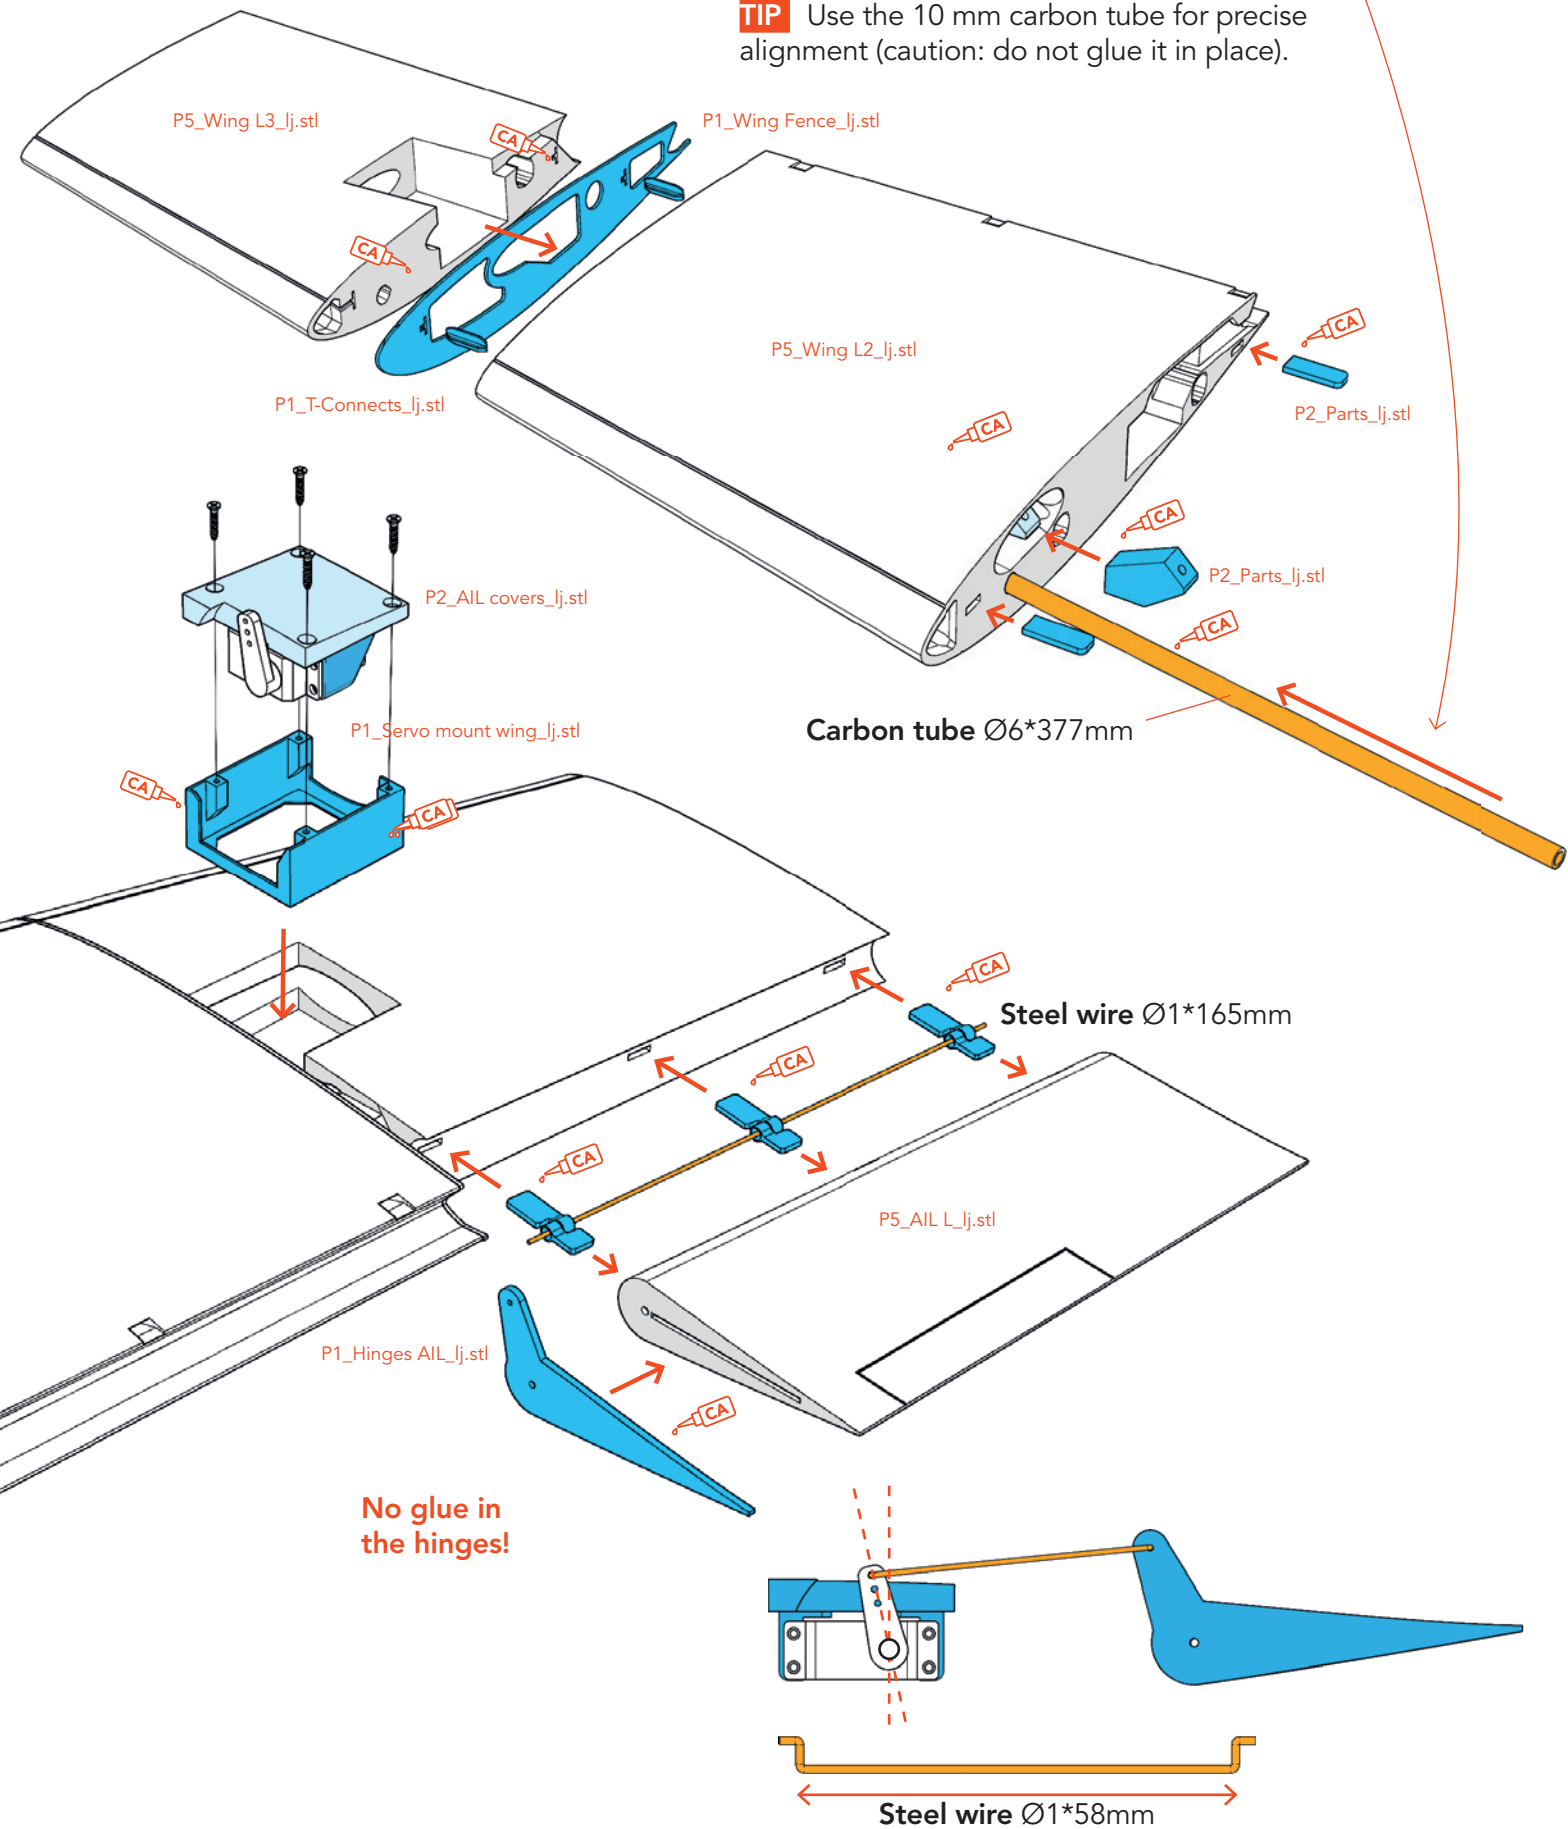 TIP Use the 10 mm carbon tube for precise
alignment (caution: do not glue it in place).
P5_Wing L3_lj.stl
CA
P1_Wing Fence_lj.stl
CA
P1_T-Connects_lj.stl
P5_Wing L2_lj.stl
CA
P2_Parts_lj.stl
CA
CA
P2_Parts_lj.stl
CA
Carbon tube Ø6*377mm
P2_AIL covers_lj.stl
P1_Servo mount wing_lj.stl
CA
CA
CA
Steel wire Ø1*165mm
CA
CA
P5_AIL L_lj.stl
P1_Hinges AIL_lj.stl
CA
No glue in
the hinges!
Steel wire Ø1*58mm